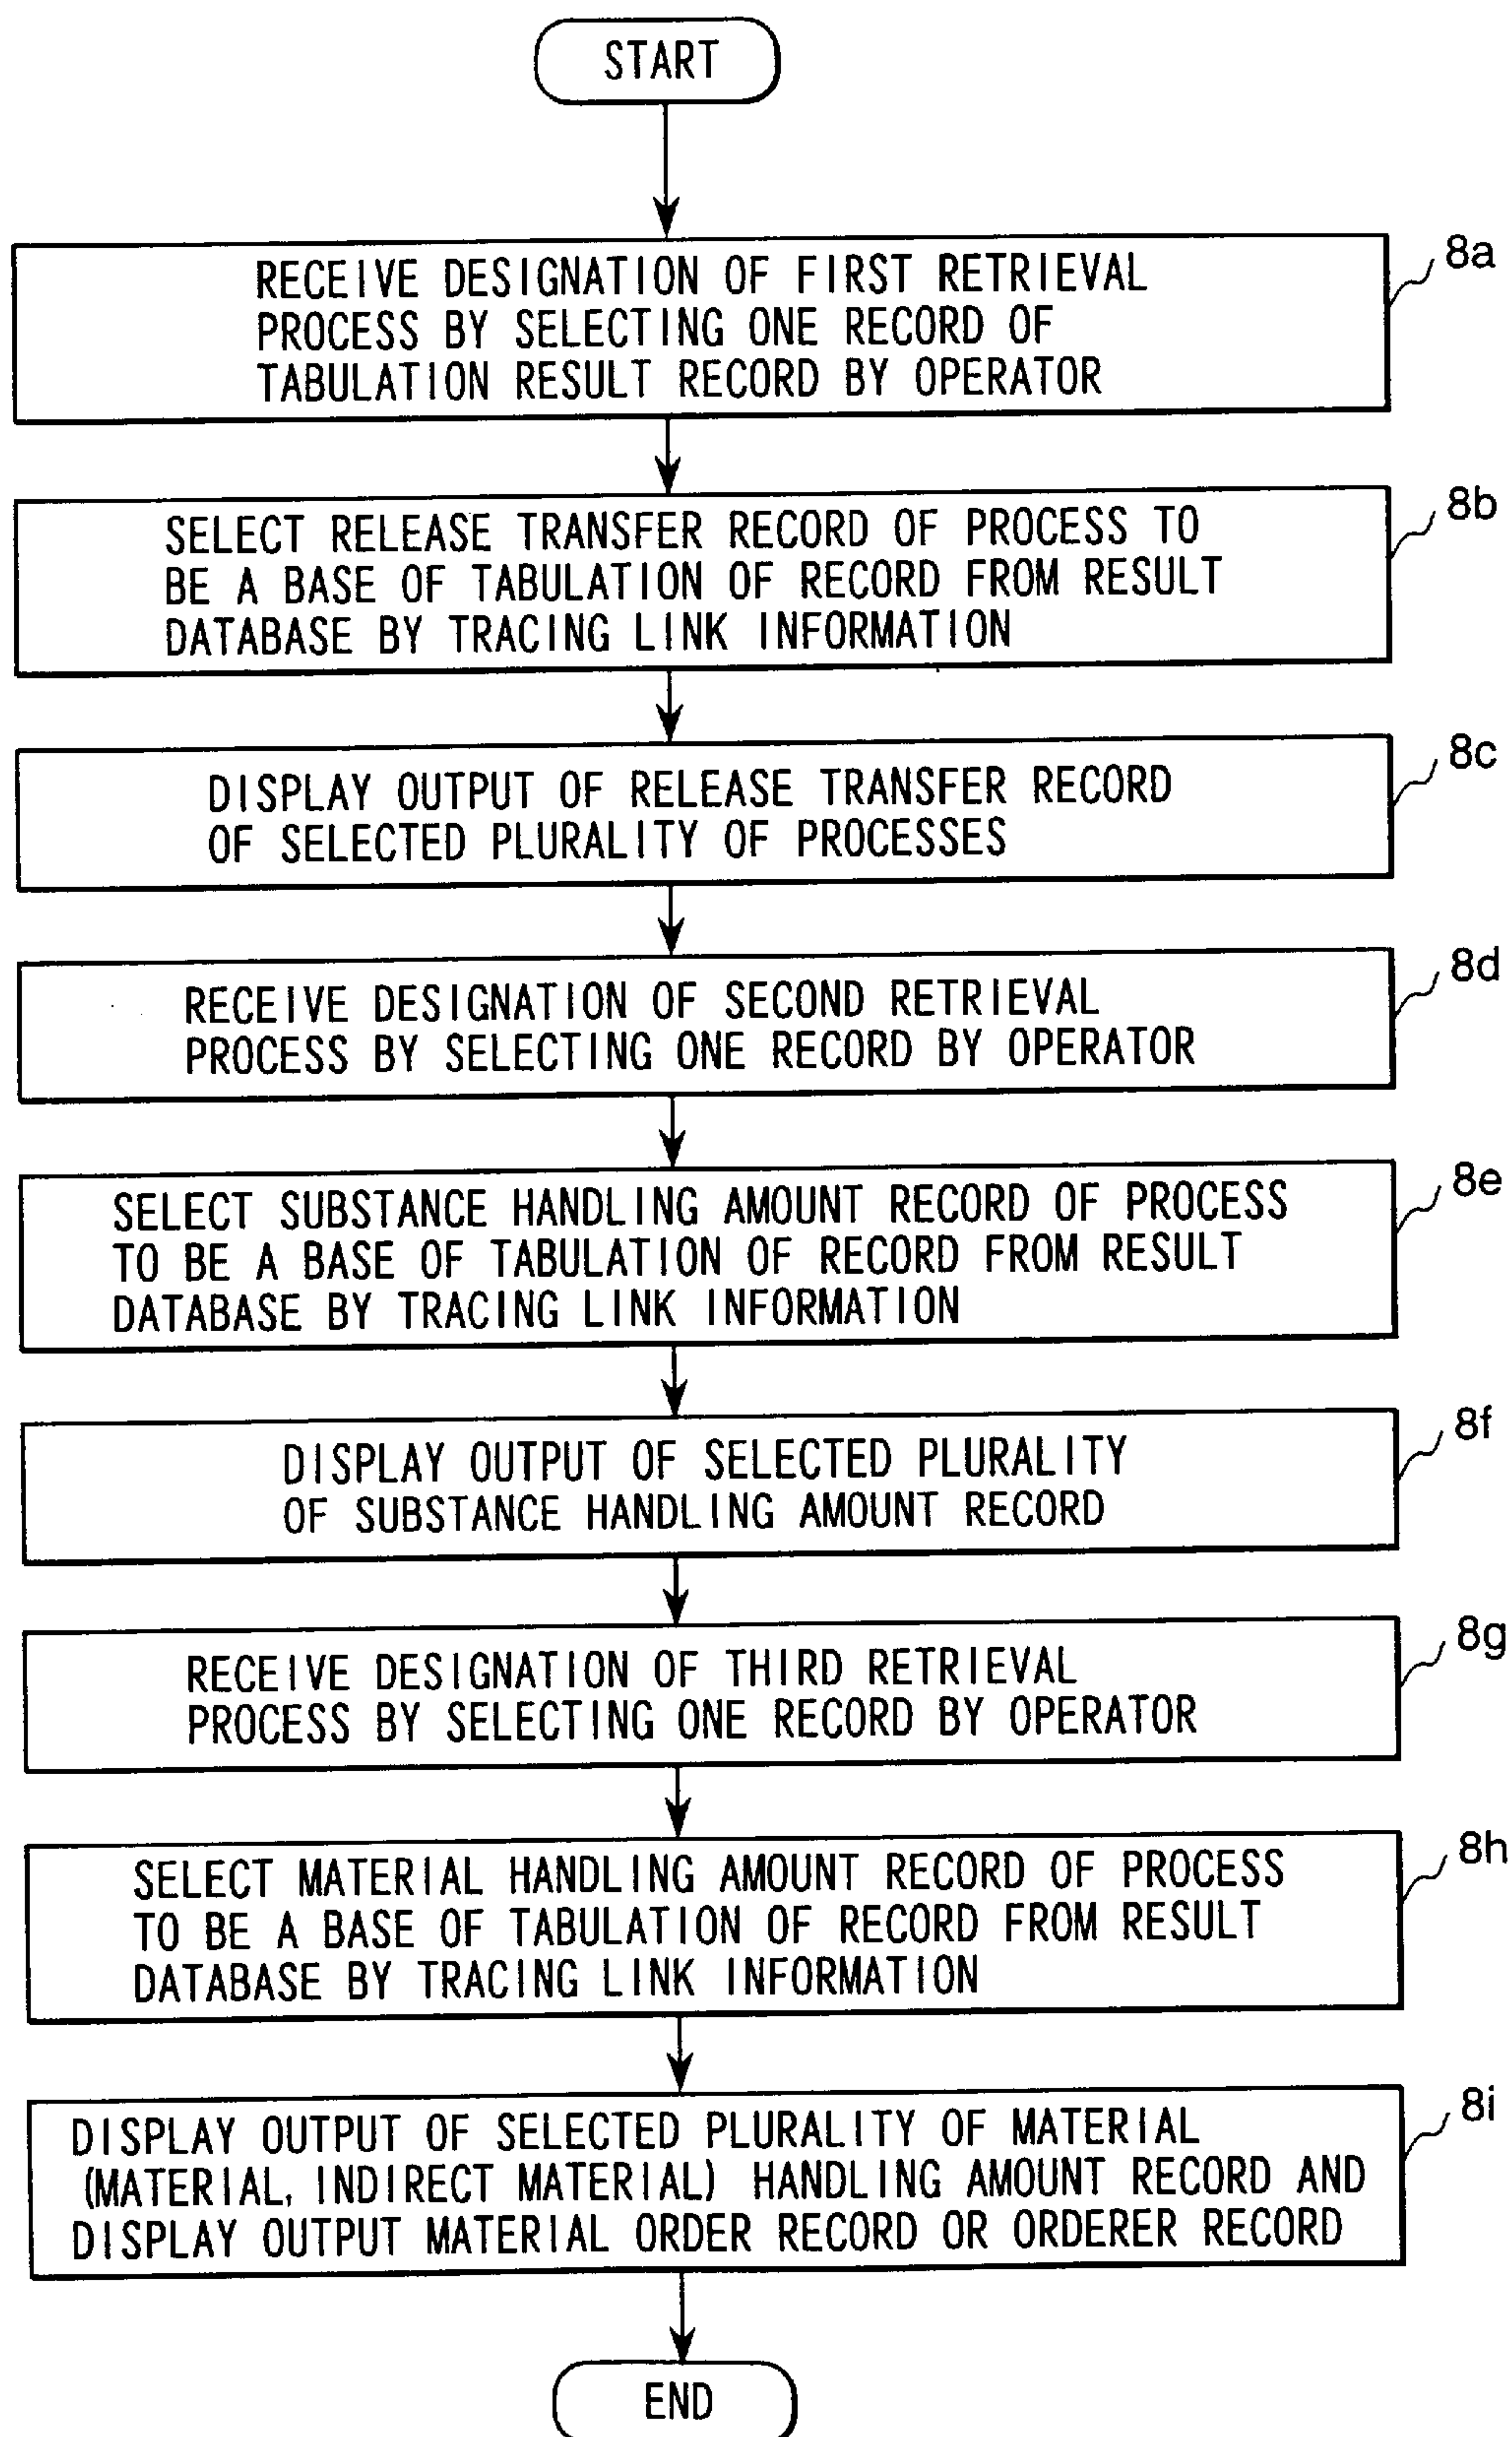 START
8a
RECEIVE DESIGNATION OF FIRST RETRIEVAL
PROCESS BY SELECTING ONE RECORD OF
TABULATION RESULT RECORD BY OPERATOR
8b
SELECT RELEASE TRANSFER RECORD OF PROCESS TO
BE A BASE OF TABULATION OF RECORD FROM RESULT
DATABASE BY TRACING LINK INFORMATION
8c
DISPLAY OUTPUT OF RELEASE TRANSFER RECORD
OF SELECTED PLURALITY OF PROCESSES
8d
RECEIVE DESIGNATION OF SECOND RETRIEVAL
PROCESS BY SELECTING ONE RECORD BY OPERATOR
8e
SELECT SUBSTANCE HANDLING AMOUNT RECORD OF PROCESS
TO BE A BASE OF TABULATION OF RECORD FROM RESULT
DATABASE BY TRACING LINK INFORMATION
8f
DISPLAY OUTPUT OF SELECTED PLURALITY
OF SUBSTANCE HANDLING AMOUNT RECORD
8g
RECEIVE DESIGNATION OF THIRD RETRIEVAL
PROCESS BY SELECTING ONE RECORD BY OPERATOR
8h
SELECT MATERIAL HANDLING AMOUNT RECORD OF PROCESS
TO BE A BASE OF TABULATION OF RECORD FROM RESULT
DATABASE BY TRACING LINK INFORMATION
8i
DISPLAY OUTPUT OF SELECTED PLURALITY OF MATERIAL
(MATERIAL, INDIRECT MATERIAL) HANDLING AMOUNT RECORD AND
DISPLAY OUTPUT MATERIAL ORDER RECORD OR ORDERER RECORD
END